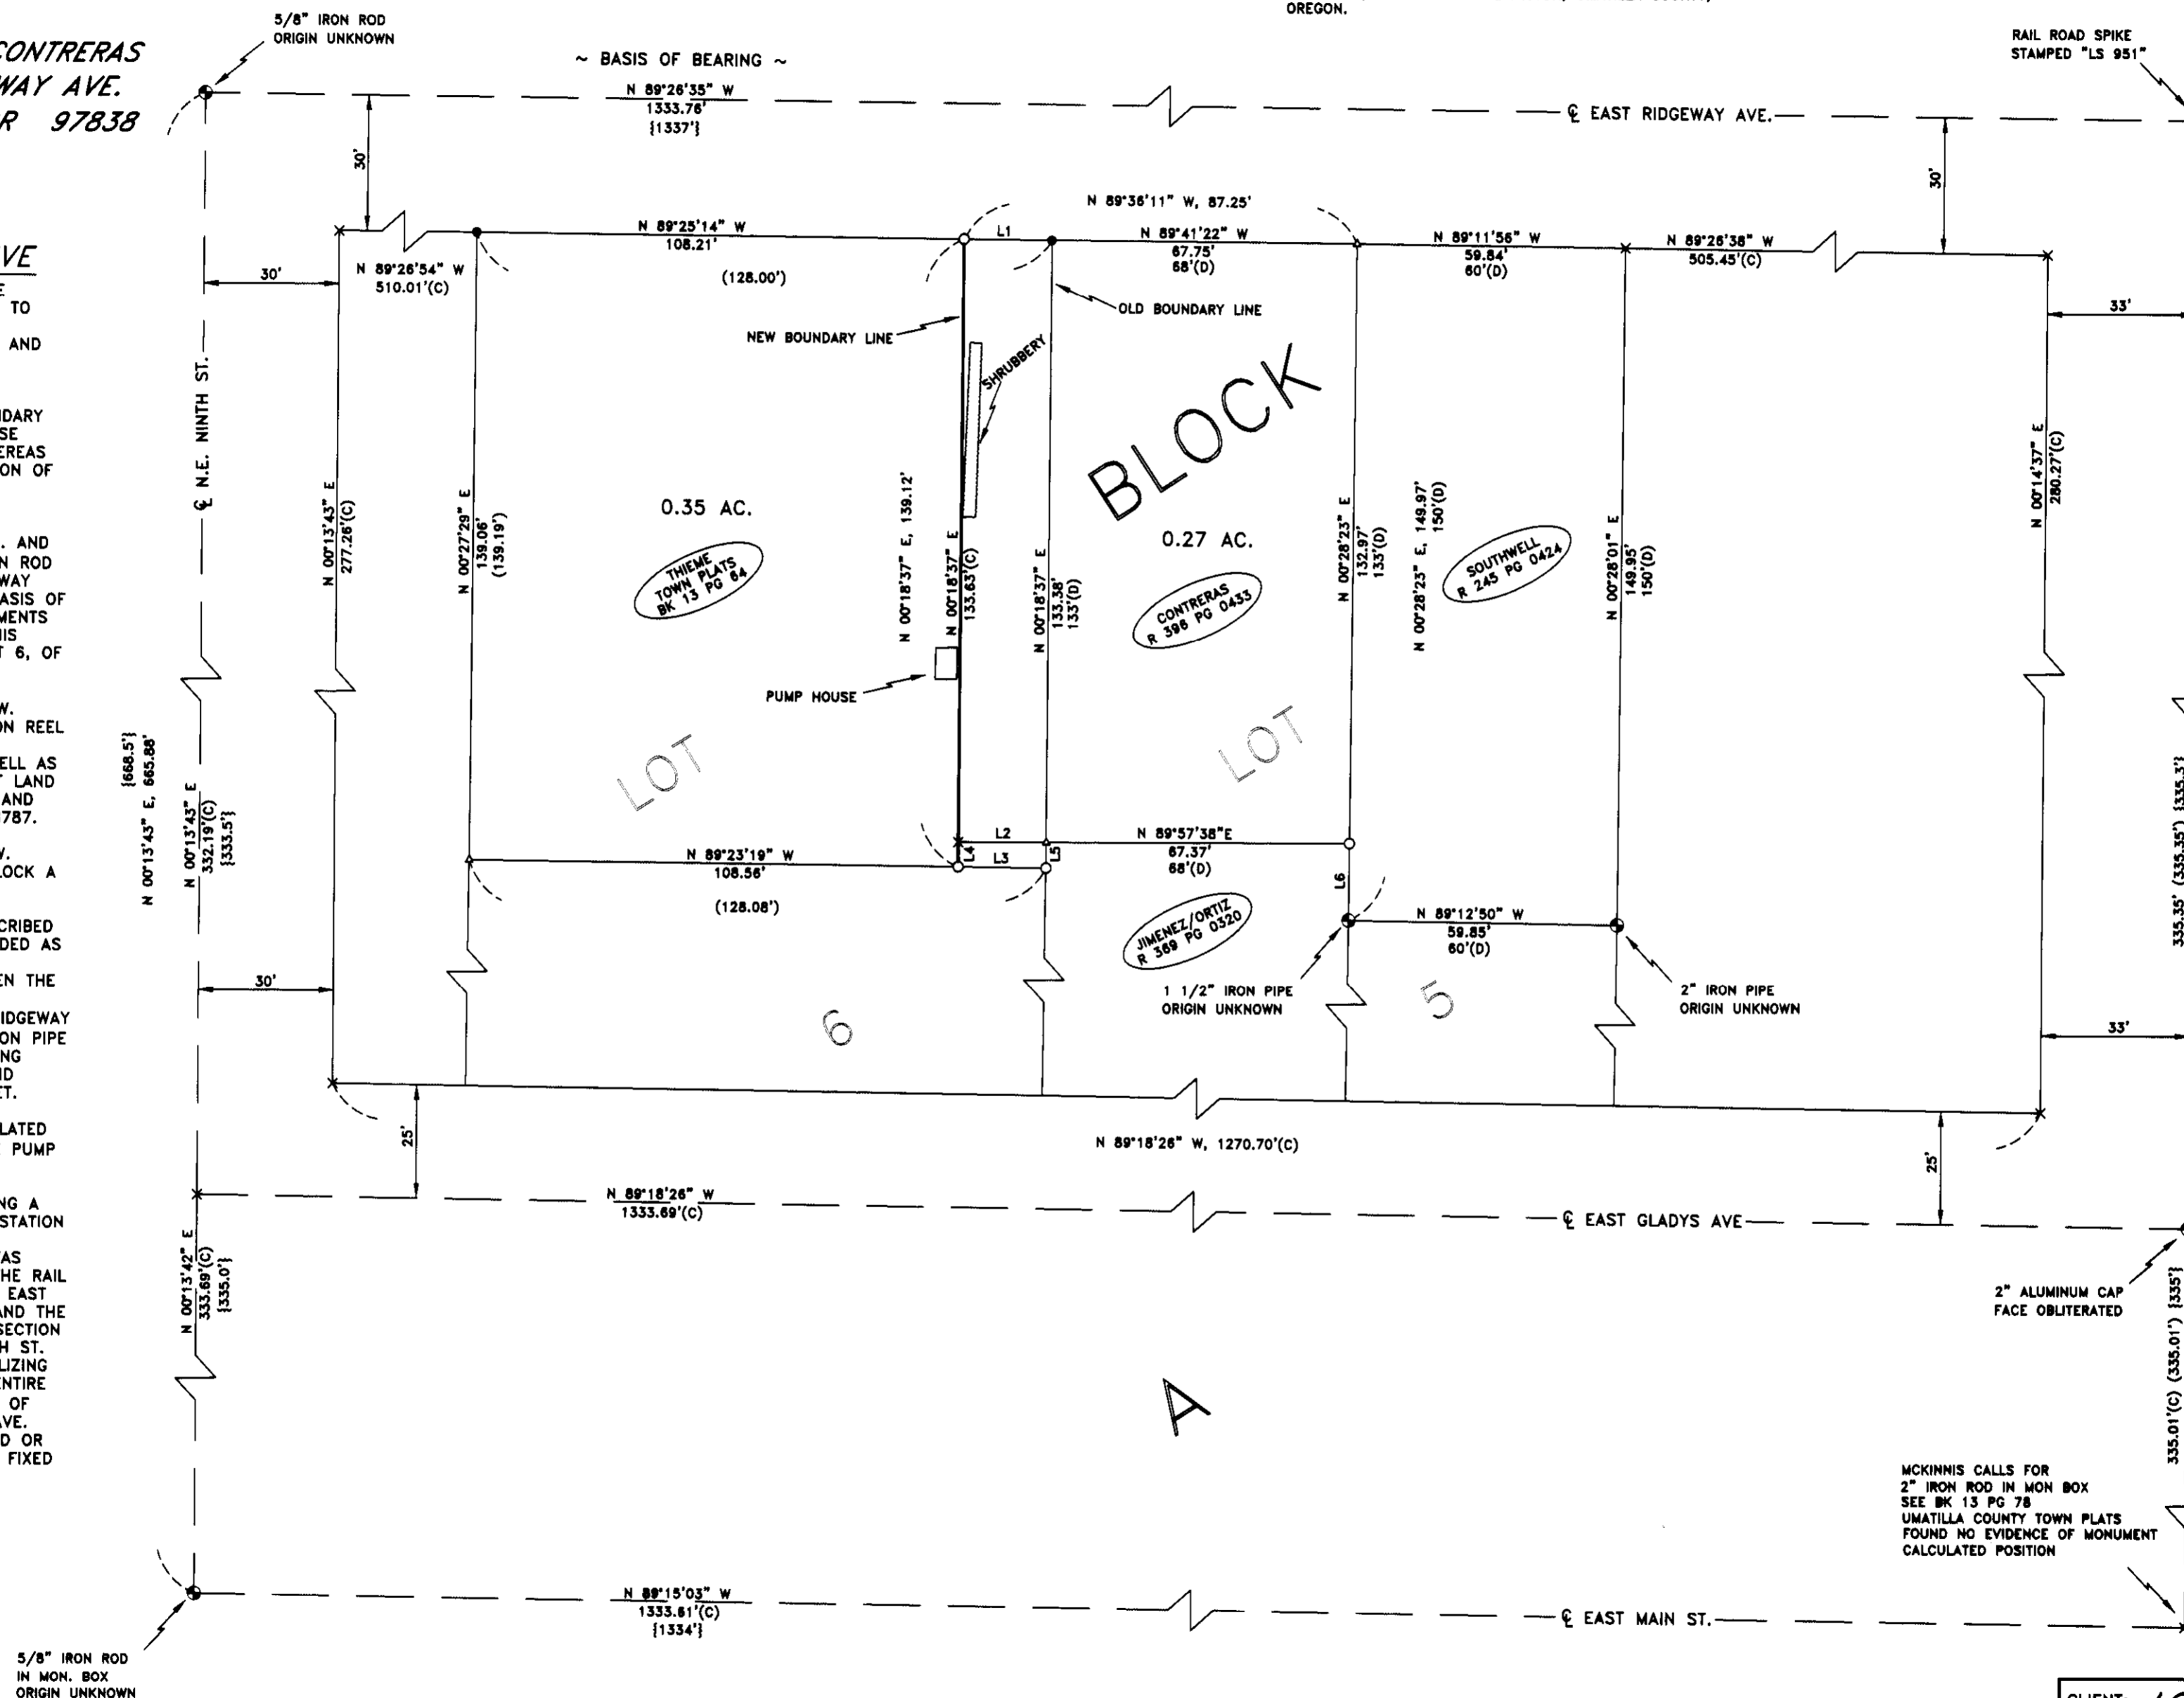 OREGON.
5/8" IRON ROD
ORIGIN UNKNOWN
CONTRERAS
WAY AVE.
R 97838
~ BASIS OF BEARING ~
N 89°26'35" W
1333.76'
{1337'}
℄ EAST RIDGEWAY AVE.
RAIL ROAD SPIKE
STAMPED "LS 951"
30'
30'
N 89°36'11" W, 87.25'
N 89°25'14" W
108.21'
(128.00')
L1
N 89°41'22" W
67.75'
68'(D)
N 89°11'56" W
59.84'
60'(D)
N 89°26'38" W
505.45'(C)
30'
N 89°26'54" W
510.01'(C)
33'
VE
E
TO
AND
NDARY
SE
EREAS
ON OF
. AND
N ROD
WAY
ASIS OF
MENTS
HIS
T 6, OF
W.
ON REEL
ELL AS
T LAND
AND
787.
W.
LOCK A
CRIBED
DED AS
EN THE
RIDGEWAY
ON PIPE
NG
ND
ET.
LATED
PUMP
NG A
STATION
AS
HE RAIL
EAST
AND THE
SECTION
H ST.
LIZING
ENTIRE
OF
AVE.
D OR
FIXED
OLD BOUNDARY LINE
NEW BOUNDARY LINE
SHRUBBERY
BLOCK
℄ N.E. NINTH ST.
N 00°13'43" E
277.26'(C)
N 00°27'29" E
139.06'
(139.19')
0.35 AC.
THIEME
TOWN PLATS
BK 13 PG 64
N 00°18'37" E, 139.12'
N 00°18'37" E
133.63'(C)
N 00°18'37" E
133.38'
133'(D)
0.27 AC.
CONTRERAS
R 396 PG 0433
N 00°28'23" E
132.97'
133'(D)
N 00°28'23" E, 149.97'
150'(D)
SOUTHWELL
R 245 PG 0424
N 00°28'01" E
149.95'
150'(D)
N 00°14'37" E
280.27'(C)
PUMP HOUSE
LOT
LOT
{668.5'}
N 00°13'43" E, 665.88'
N 00°13'43" E
332.19'(C)
{333.5'}
335.35' (335.35') {335.3'}
L2
N 89°57'38"E
67.37'
68'(D)
L4
L3
L5
L6
N 89°23'19" W
108.56'
(128.08')
JIMENEZ/ORTIZ
R 369 PG 0320
N 89°12'50" W
59.85'
60'(D)
30'
1 1/2" IRON PIPE
ORIGIN UNKNOWN
2" IRON PIPE
ORIGIN UNKNOWN
6
5
33'
25'
N 89°18'26" W, 1270.70'(C)
25'
N 89°18'26" W
1333.69'(C)
℄ EAST GLADYS AVE
N 00°13'42" E
333.69'(C)
{335.0'}
2" ALUMINUM CAP
FACE OBLITERATED
335.01'(C) (335.01') {335'}
A
MCKINNIS CALLS FOR
2" IRON ROD IN MON BOX
SEE BK 13 PG 78
UMATILLA COUNTY TOWN PLATS
FOUND NO EVIDENCE OF MONUMENT
CALCULATED POSITION
N 89°15'03" W
1333.61'(C)
{1334'}
℄ EAST MAIN ST.
5/8" IRON ROD
IN MON. BOX
ORIGIN UNKNOWN